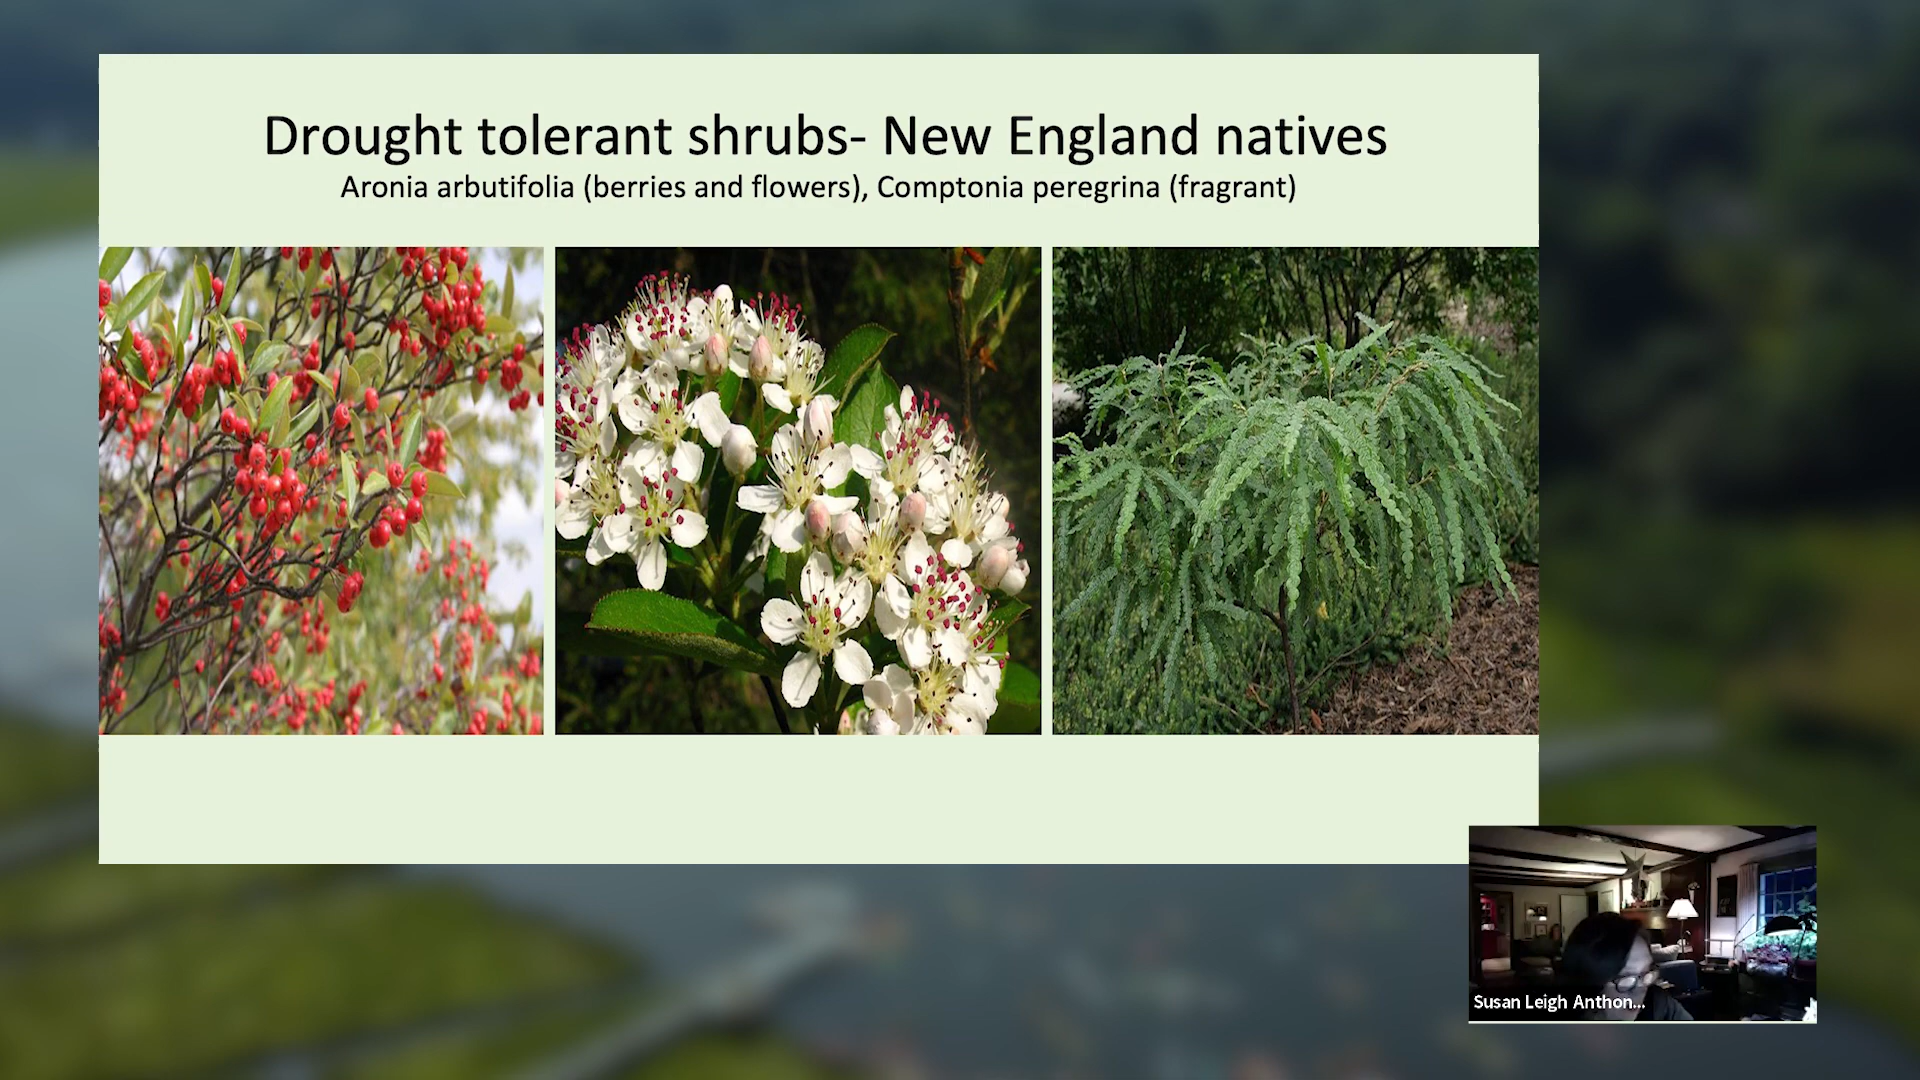 Drought tolerant shrubs- New England natives
Aronia arbutifolia (berries and flowers), Comptonia peregrina (fragrant)
Susan Leigh Anthon...